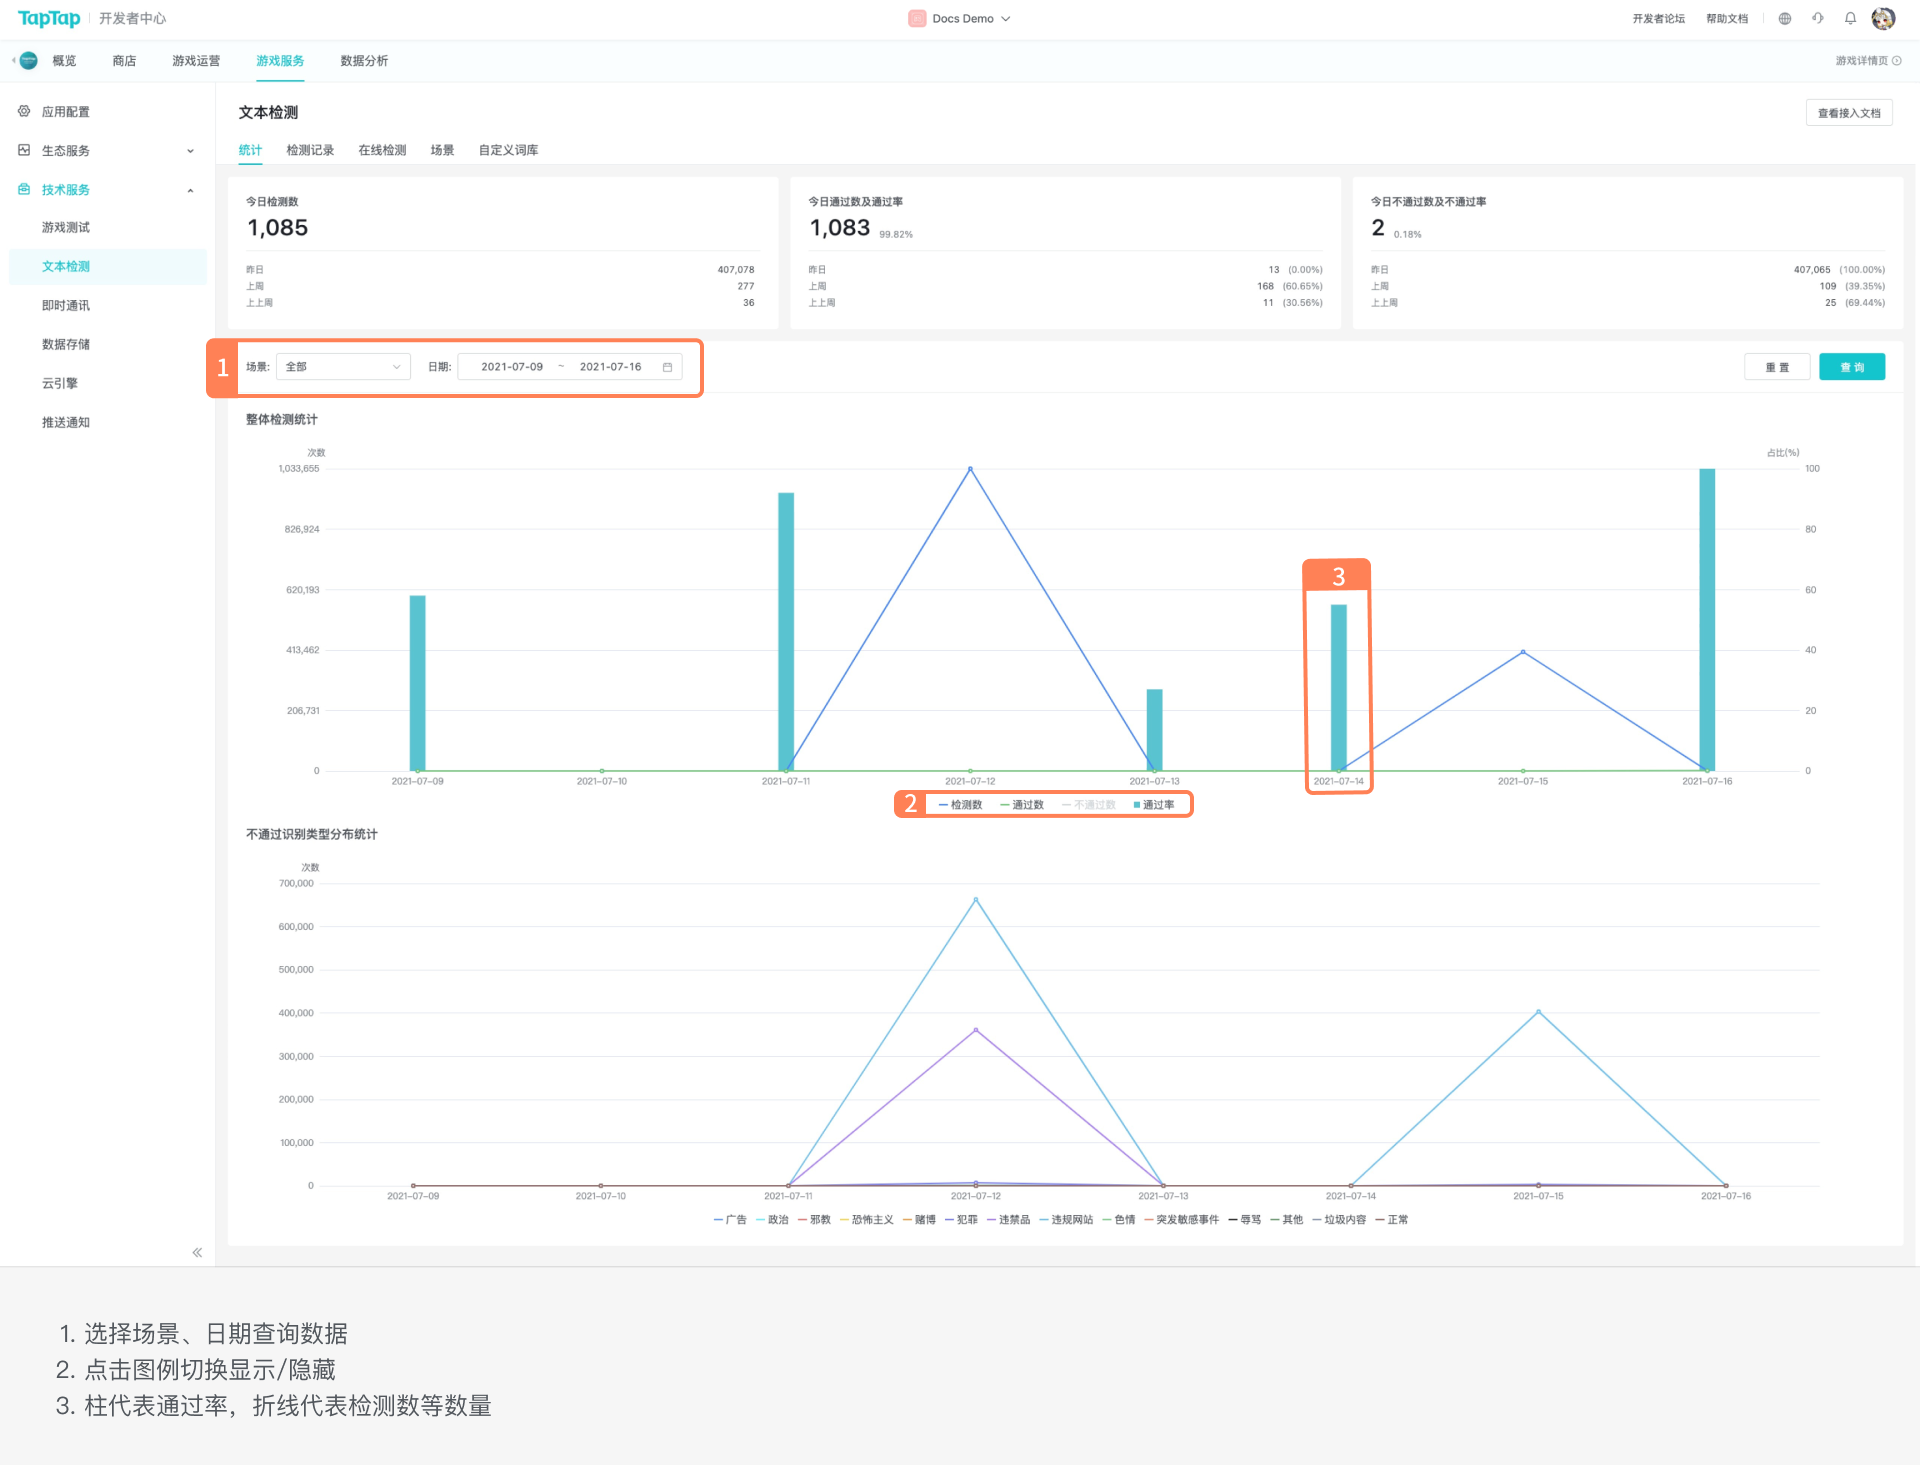 TapTap 开发者中心
Docs Demo
开发者论坛 帮助文档
概览 商店 游戏运营 游戏服务 数据分析
游戏详情页
应用配置
生态服务
技术服务
游戏测试
文本检测
即时通讯
数据存储
云引擎
推送通知
文本检测
查看接入文档
统计 检测记录 在线检测 场景 自定义词库
今日检测数
1,085
昨日 407,078
上周 277
上上周 36
今日通过数及通过率
1,083 99.82%
昨日 13 (0.00%)
上周 168 (60.65%)
上上周 11 (30.56%)
今日不通过数及不通过率
2 0.18%
昨日 407,065 (100.00%)
上周 109 (39.35%)
上上周 25 (69.44%)
1 场景: 全部 日期: 2021-07-09 ~ 2021-07-16
重 置 查 询
整体检测统计
次数 占比(%)
1,033,655 100
826,924 80
620,193 60
413,462 40
206,731 20
0 0
3
2021-07-09 2021-07-10 2021-07-11 2021-07-12 2021-07-13 2021-07-14 2021-07-15 2021-07-16
2 检测数 通过数 不通过数 通过率
不通过识别类型分布统计
次数
700,000
600,000
500,000
400,000
300,000
200,000
100,000
0
2021-07-09 2021-07-10 2021-07-11 2021-07-12 2021-07-13 2021-07-14 2021-07-15 2021-07-16
广告 政治 邪教 恐怖主义 赌博 犯罪 违禁品 违规网站 色情 突发敏感事件 辱骂 其他 垃圾内容 正常
1. 选择场景、日期查询数据
2. 点击图例切换显示/隐藏
3. 柱代表通过率，折线代表检测数等数量